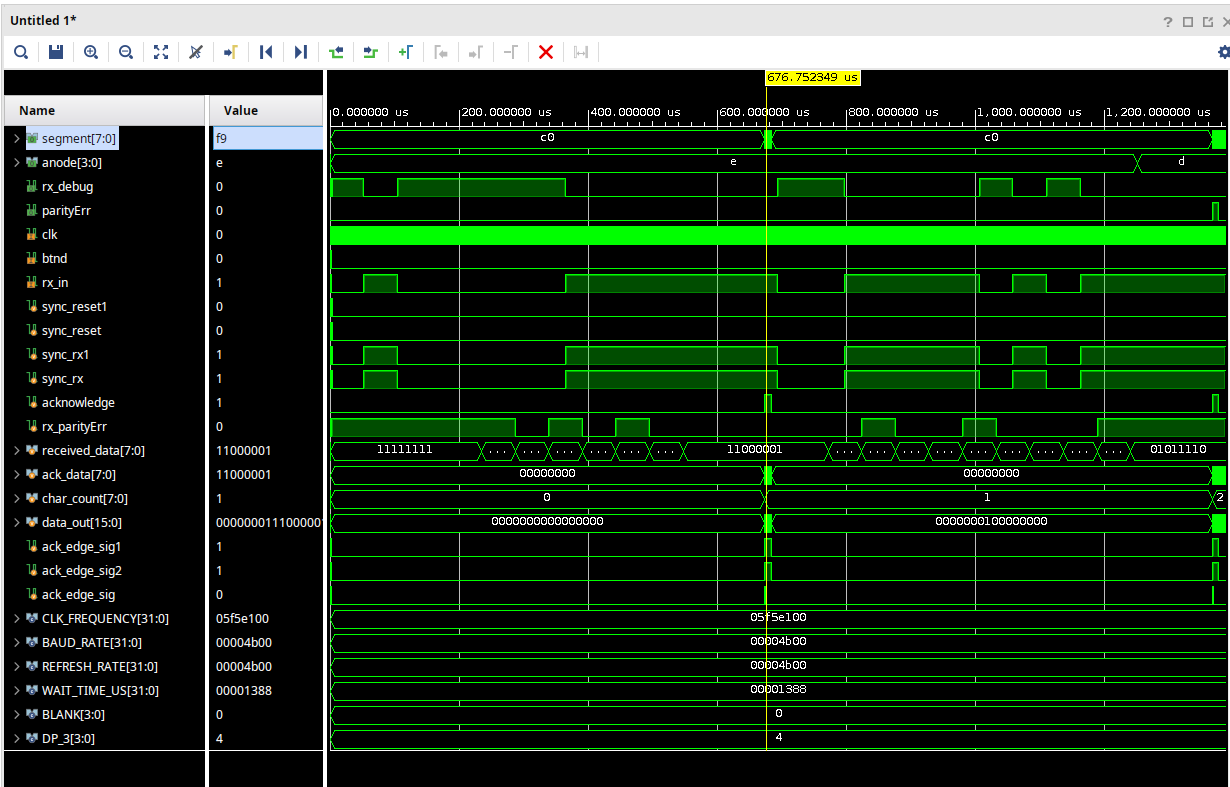 Untitled 1*
?
676.752349 us
Name Value
0.000000 us 200.000000 us 400.000000 us 600.000000 us 800.000000 us 1,000.000000 us 1,200.000000 us
segment[7:0] f9 c0 c0
anode[3:0] e e d
rx_debug 0
parityErr 0
clk 0
btnd 0
rx_in 1
sync_reset1 0
sync_reset 0
sync_rx1 1
sync_rx 1
acknowledge 1
rx_parityErr 0
received_data[7:0] 11000001 11111111 ... ... ... ... ... ... 11000001 ... ... ... ... ... ... ... ... ... 01011110
ack_data[7:0] 11000001 00000000 00000000
char_count[7:0] 1 0 1 2
data_out[15:0] 000000011100000 0000000000000000 0000000100000000
ack_edge_sig1 1
ack_edge_sig2 1
ack_edge_sig 0
CLK_FREQUENCY[31:0] 05f5e100 05f5e100
BAUD_RATE[31:0] 00004b00 00004b00
REFRESH_RATE[31:0] 00004b00 00004b00
WAIT_TIME_US[31:0] 00001388 00001388
BLANK[3:0] 0 0
DP_3[3:0] 4 4